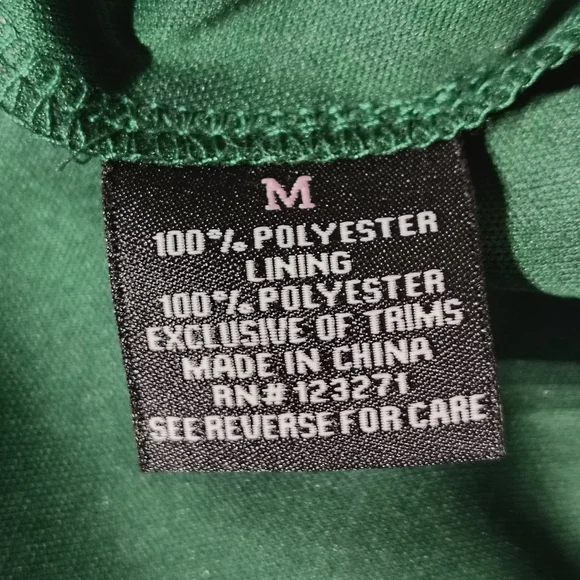 M
100% POLYESTER
LINING
100% POLYESTER
EXCLUSIVE OF TRIMS
MADE IN CHINA
RN# 123271
SEE REVERSE FOR CARE